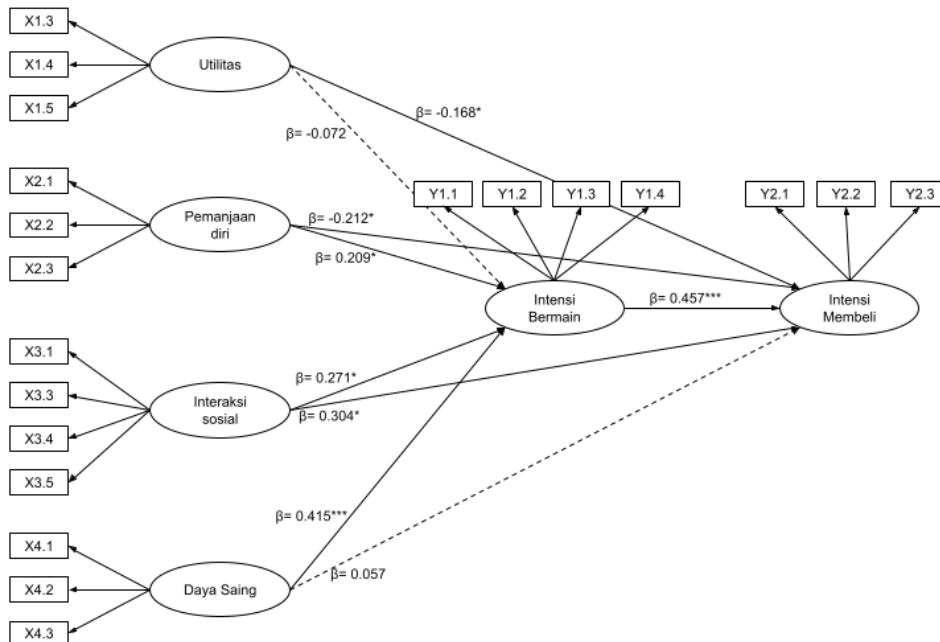 X1.3
X1.4
X1.5
Utilitas
β= -0.168*
β= -0.072
X2.1
X2.2
X2.3
Pemanjaan
diri
β= -0.212*
β= 0.209*
Y1.1
Y1.2
Y1.3
Y1.4
Y2.1
Y2.2
Y2.3
Intensi
Bermain
β= 0.457***
Intensi
Membeli
X3.1
X3.3
X3.4
X3.5
Interaksi
sosial
β= 0.271*
β= 0.304*
β= 0.415***
X4.1
X4.2
X4.3
Daya Saing
β= 0.057